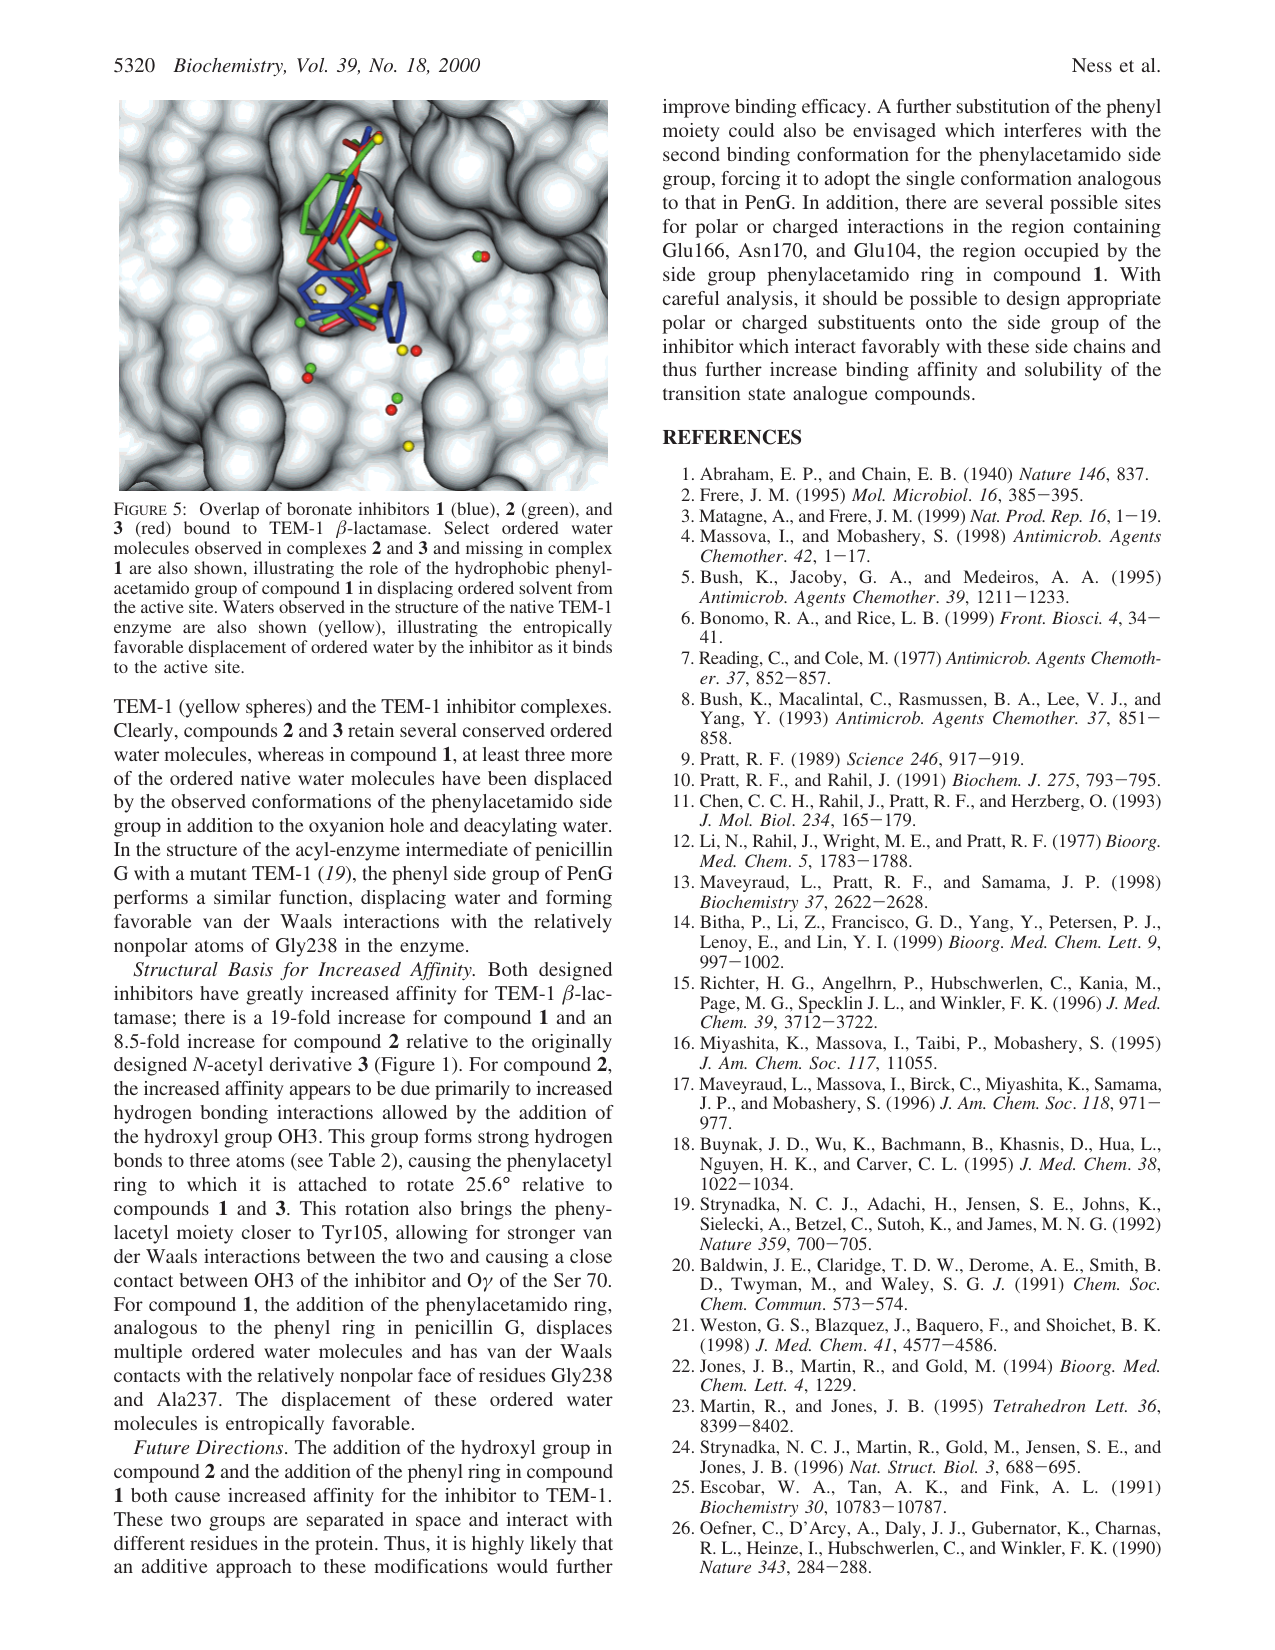 5320 Biochemistry, Vol. 39, No. 18, 2000
Ness et al.
FIGURE 5: Overlap of boronate inhibitors 1 (blue), 2 (green), and
3 (red) bound to TEM-1 β-lactamase. Select ordered water
molecules observed in complexes 2 and 3 and missing in complex
1 are also shown, illustrating the role of the hydrophobic phenyl-
acetamido group of compound 1 in displacing ordered solvent from
the active site. Waters observed in the structure of the native TEM-1
enzyme are also shown (yellow), illustrating the entropically
favorable displacement of ordered water by the inhibitor as it binds
to the active site.
TEM-1 (yellow spheres) and the TEM-1 inhibitor complexes.
Clearly, compounds 2 and 3 retain several conserved ordered
water molecules, whereas in compound 1, at least three more
of the ordered native water molecules have been displaced
by the observed conformations of the phenylacetamido side
group in addition to the oxyanion hole and deacylating water.
In the structure of the acyl-enzyme intermediate of penicillin
G with a mutant TEM-1 (19), the phenyl side group of PenG
performs a similar function, displacing water and forming
favorable van der Waals interactions with the relatively
nonpolar atoms of Gly238 in the enzyme.
Structural Basis for Increased Affinity. Both designed
inhibitors have greatly increased affinity for TEM-1 β-lac-
tamase; there is a 19-fold increase for compound 1 and an
8.5-fold increase for compound 2 relative to the originally
designed N-acetyl derivative 3 (Figure 1). For compound 2,
the increased affinity appears to be due primarily to increased
hydrogen bonding interactions allowed by the addition of
the hydroxyl group OH3. This group forms strong hydrogen
bonds to three atoms (see Table 2), causing the phenylacetyl
ring to which it is attached to rotate 25.6° relative to
compounds 1 and 3. This rotation also brings the pheny-
lacetyl moiety closer to Tyr105, allowing for stronger van
der Waals interactions between the two and causing a close
contact between OH3 of the inhibitor and Oγ of the Ser 70.
For compound 1, the addition of the phenylacetamido ring,
analogous to the phenyl ring in penicillin G, displaces
multiple ordered water molecules and has van der Waals
contacts with the relatively nonpolar face of residues Gly238
and Ala237. The displacement of these ordered water
molecules is entropically favorable.
Future Directions. The addition of the hydroxyl group in
compound 2 and the addition of the phenyl ring in compound
1 both cause increased affinity for the inhibitor to TEM-1.
These two groups are separated in space and interact with
different residues in the protein. Thus, it is highly likely that
an additive approach to these modifications would further
improve binding efficacy. A further substitution of the phenyl
moiety could also be envisaged which interferes with the
second binding conformation for the phenylacetamido side
group, forcing it to adopt the single conformation analogous
to that in PenG. In addition, there are several possible sites
for polar or charged interactions in the region containing
Glu166, Asn170, and Glu104, the region occupied by the
side group phenylacetamido ring in compound 1. With
careful analysis, it should be possible to design appropriate
polar or charged substituents onto the side group of the
inhibitor which interact favorably with these side chains and
thus further increase binding affinity and solubility of the
transition state analogue compounds.
REFERENCES
1. Abraham, E. P., and Chain, E. B. (1940) Nature 146, 837.
2. Frere, J. M. (1995) Mol. Microbiol. 16, 385−395.
3. Matagne, A., and Frere, J. M. (1999) Nat. Prod. Rep. 16, 1−19.
4. Massova, I., and Mobashery, S. (1998) Antimicrob. Agents
Chemother. 42, 1−17.
5. Bush, K., Jacoby, G. A., and Medeiros, A. A. (1995)
Antimicrob. Agents Chemother. 39, 1211−1233.
6. Bonomo, R. A., and Rice, L. B. (1999) Front. Biosci. 4, 34−
41.
7. Reading, C., and Cole, M. (1977) Antimicrob. Agents Chemoth-
er. 37, 852−857.
8. Bush, K., Macalintal, C., Rasmussen, B. A., Lee, V. J., and
Yang, Y. (1993) Antimicrob. Agents Chemother. 37, 851−
858.
9. Pratt, R. F. (1989) Science 246, 917−919.
10. Pratt, R. F., and Rahil, J. (1991) Biochem. J. 275, 793−795.
11. Chen, C. C. H., Rahil, J., Pratt, R. F., and Herzberg, O. (1993)
J. Mol. Biol. 234, 165−179.
12. Li, N., Rahil, J., Wright, M. E., and Pratt, R. F. (1977) Bioorg.
Med. Chem. 5, 1783−1788.
13. Maveyraud, L., Pratt, R. F., and Samama, J. P. (1998)
Biochemistry 37, 2622−2628.
14. Bitha, P., Li, Z., Francisco, G. D., Yang, Y., Petersen, P. J.,
Lenoy, E., and Lin, Y. I. (1999) Bioorg. Med. Chem. Lett. 9,
997−1002.
15. Richter, H. G., Angelhrn, P., Hubschwerlen, C., Kania, M.,
Page, M. G., Specklin J. L., and Winkler, F. K. (1996) J. Med.
Chem. 39, 3712−3722.
16. Miyashita, K., Massova, I., Taibi, P., Mobashery, S. (1995)
J. Am. Chem. Soc. 117, 11055.
17. Maveyraud, L., Massova, I., Birck, C., Miyashita, K., Samama,
J. P., and Mobashery, S. (1996) J. Am. Chem. Soc. 118, 971−
977.
18. Buynak, J. D., Wu, K., Bachmann, B., Khasnis, D., Hua, L.,
Nguyen, H. K., and Carver, C. L. (1995) J. Med. Chem. 38,
1022−1034.
19. Strynadka, N. C. J., Adachi, H., Jensen, S. E., Johns, K.,
Sielecki, A., Betzel, C., Sutoh, K., and James, M. N. G. (1992)
Nature 359, 700−705.
20. Baldwin, J. E., Claridge, T. D. W., Derome, A. E., Smith, B.
D., Twyman, M., and Waley, S. G. J. (1991) Chem. Soc.
Chem. Commun. 573−574.
21. Weston, G. S., Blazquez, J., Baquero, F., and Shoichet, B. K.
(1998) J. Med. Chem. 41, 4577−4586.
22. Jones, J. B., Martin, R., and Gold, M. (1994) Bioorg. Med.
Chem. Lett. 4, 1229.
23. Martin, R., and Jones, J. B. (1995) Tetrahedron Lett. 36,
8399−8402.
24. Strynadka, N. C. J., Martin, R., Gold, M., Jensen, S. E., and
Jones, J. B. (1996) Nat. Struct. Biol. 3, 688−695.
25. Escobar, W. A., Tan, A. K., and Fink, A. L. (1991)
Biochemistry 30, 10783−10787.
26. Oefner, C., D'Arcy, A., Daly, J. J., Gubernator, K., Charnas,
R. L., Heinze, I., Hubschwerlen, C., and Winkler, F. K. (1990)
Nature 343, 284−288.